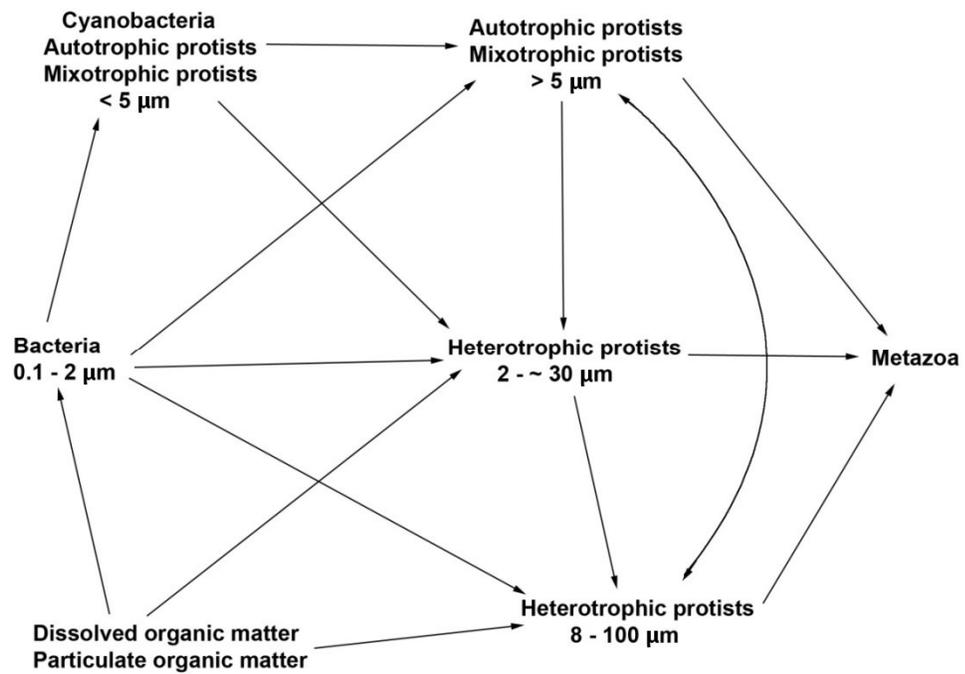 Cyanobacteria
Autotrophic protists
Mixotrophic protists
< 5 µm
Autotrophic protists
Mixotrophic protists
> 5 µm
Bacteria
0.1 - 2 µm
Heterotrophic protists
2 - ~ 30 µm
Metazoa
Heterotrophic protists
8 - 100 µm
Dissolved organic matter
Particulate organic matter